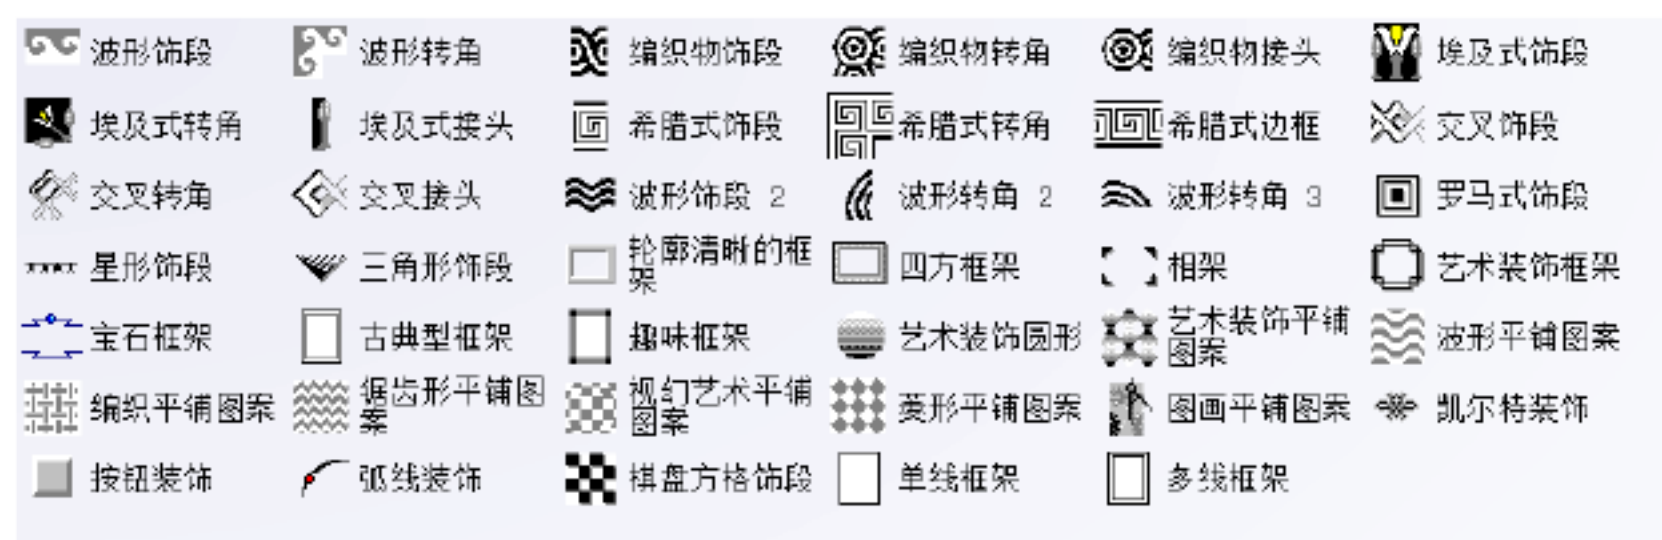 波形饰段 波形转角 编织物饰段 编织物转角 编织物接头 埃及式饰段
埃及式转角 埃及式接头 希腊式饰段 希腊式转角 希腊式边框 交叉饰段
交叉转角 交叉接头 波形饰段 2 波形转角 2 波形转角 3 罗马式饰段
星形饰段 三角形饰段 轮廓清晰的框
架 四方框架 相架 艺术装饰框架
宝石框架 古典型框架 趣味框架 艺术装饰圆形 艺术装饰平铺
图案 波形平铺图案
编织平铺图案 锯齿形平铺图
案 视幻艺术平铺
图案 菱形平铺图案 图画平铺图案 凯尔特装饰
按钮装饰 弧线装饰 棋盘方格饰段 单线框架 多线框架